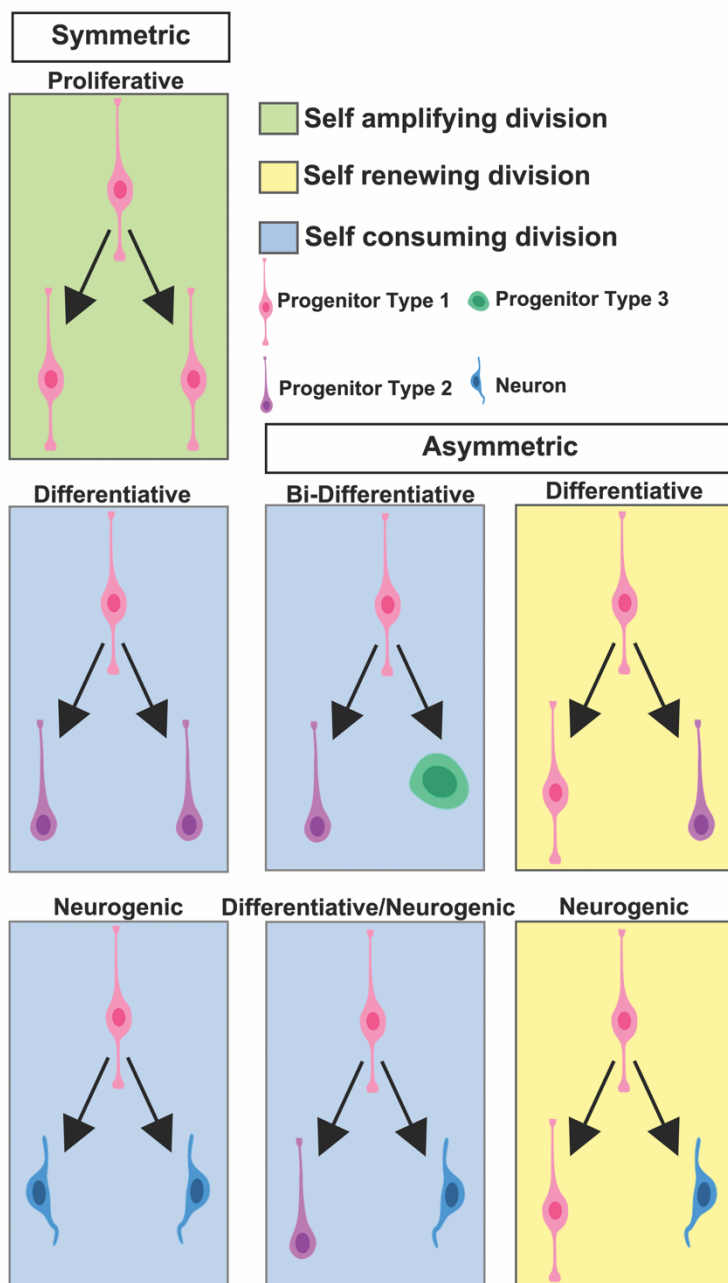 Symmetric
Proliferative
Self amplifying division
Self renewing division
Self consuming division
Progenitor Type 1
Progenitor Type 3
Progenitor Type 2
Neuron
Asymmetric
Differentiative
Bi-Differentiative
Differentiative
Neurogenic
Differentiative/Neurogenic
Neurogenic